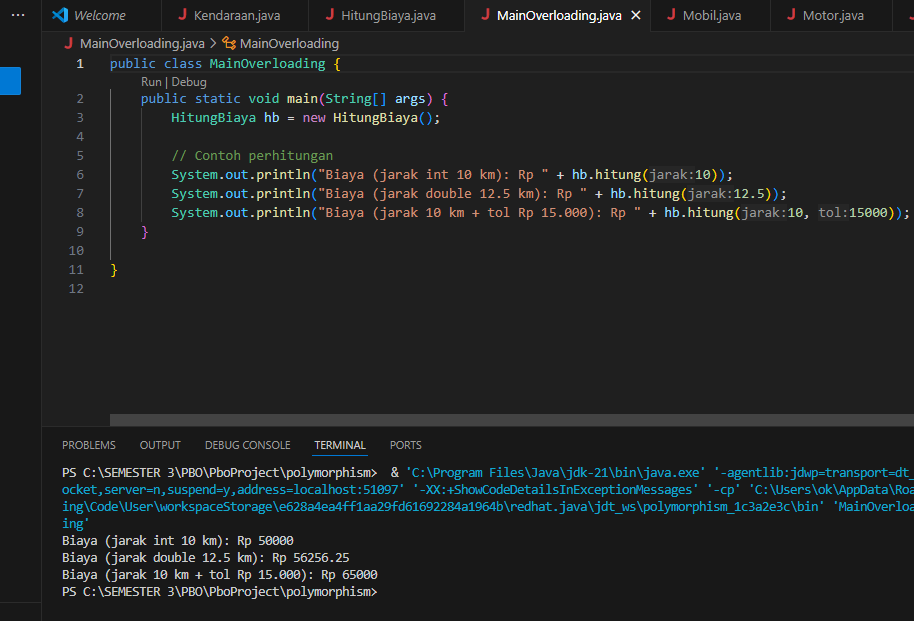 ··· Welcome J Kendaraan.java J HitungBiaya.java J MainOverloading.java × J Mobil.java J Motor.java
J MainOverloading.java > MainOverloading
1 public class MainOverloading {
Run | Debug
2 public static void main(String[] args) {
3 HitungBiaya hb = new HitungBiaya();
4
5 // Contoh perhitungan
6 System.out.println("Biaya (jarak int 10 km): Rp " + hb.hitung(jarak:10));
7 System.out.println("Biaya (jarak double 12.5 km): Rp " + hb.hitung(jarak:12.5));
8 System.out.println("Biaya (jarak 10 km + tol Rp 15.000): Rp " + hb.hitung(jarak:10, tol:15000));
9 }
10
11 }
12
PROBLEMS OUTPUT DEBUG CONSOLE TERMINAL PORTS
PS C:\SEMESTER 3\PBO\PboProject\polymorphism> & 'C:\Program Files\Java\jdk-21\bin\java.exe' '-agentlib:jdwp=transport=dt_
ocket,server=n,suspend=y,address=localhost:51097' '-XX:+ShowCodeDetailsInExceptionMessages' '-cp' 'C:\Users\ok\AppData\Roa
ing\Code\User\workspaceStorage\e628a4ea4ff1aa29fd61692284a1964b\redhat.java\jdt_ws\polymorphism_1c3a2e3c\bin' 'MainOverloa
ing'
Biaya (jarak int 10 km): Rp 50000
Biaya (jarak double 12.5 km): Rp 56256.25
Biaya (jarak 10 km + tol Rp 15.000): Rp 65000
PS C:\SEMESTER 3\PBO\PboProject\polymorphism>